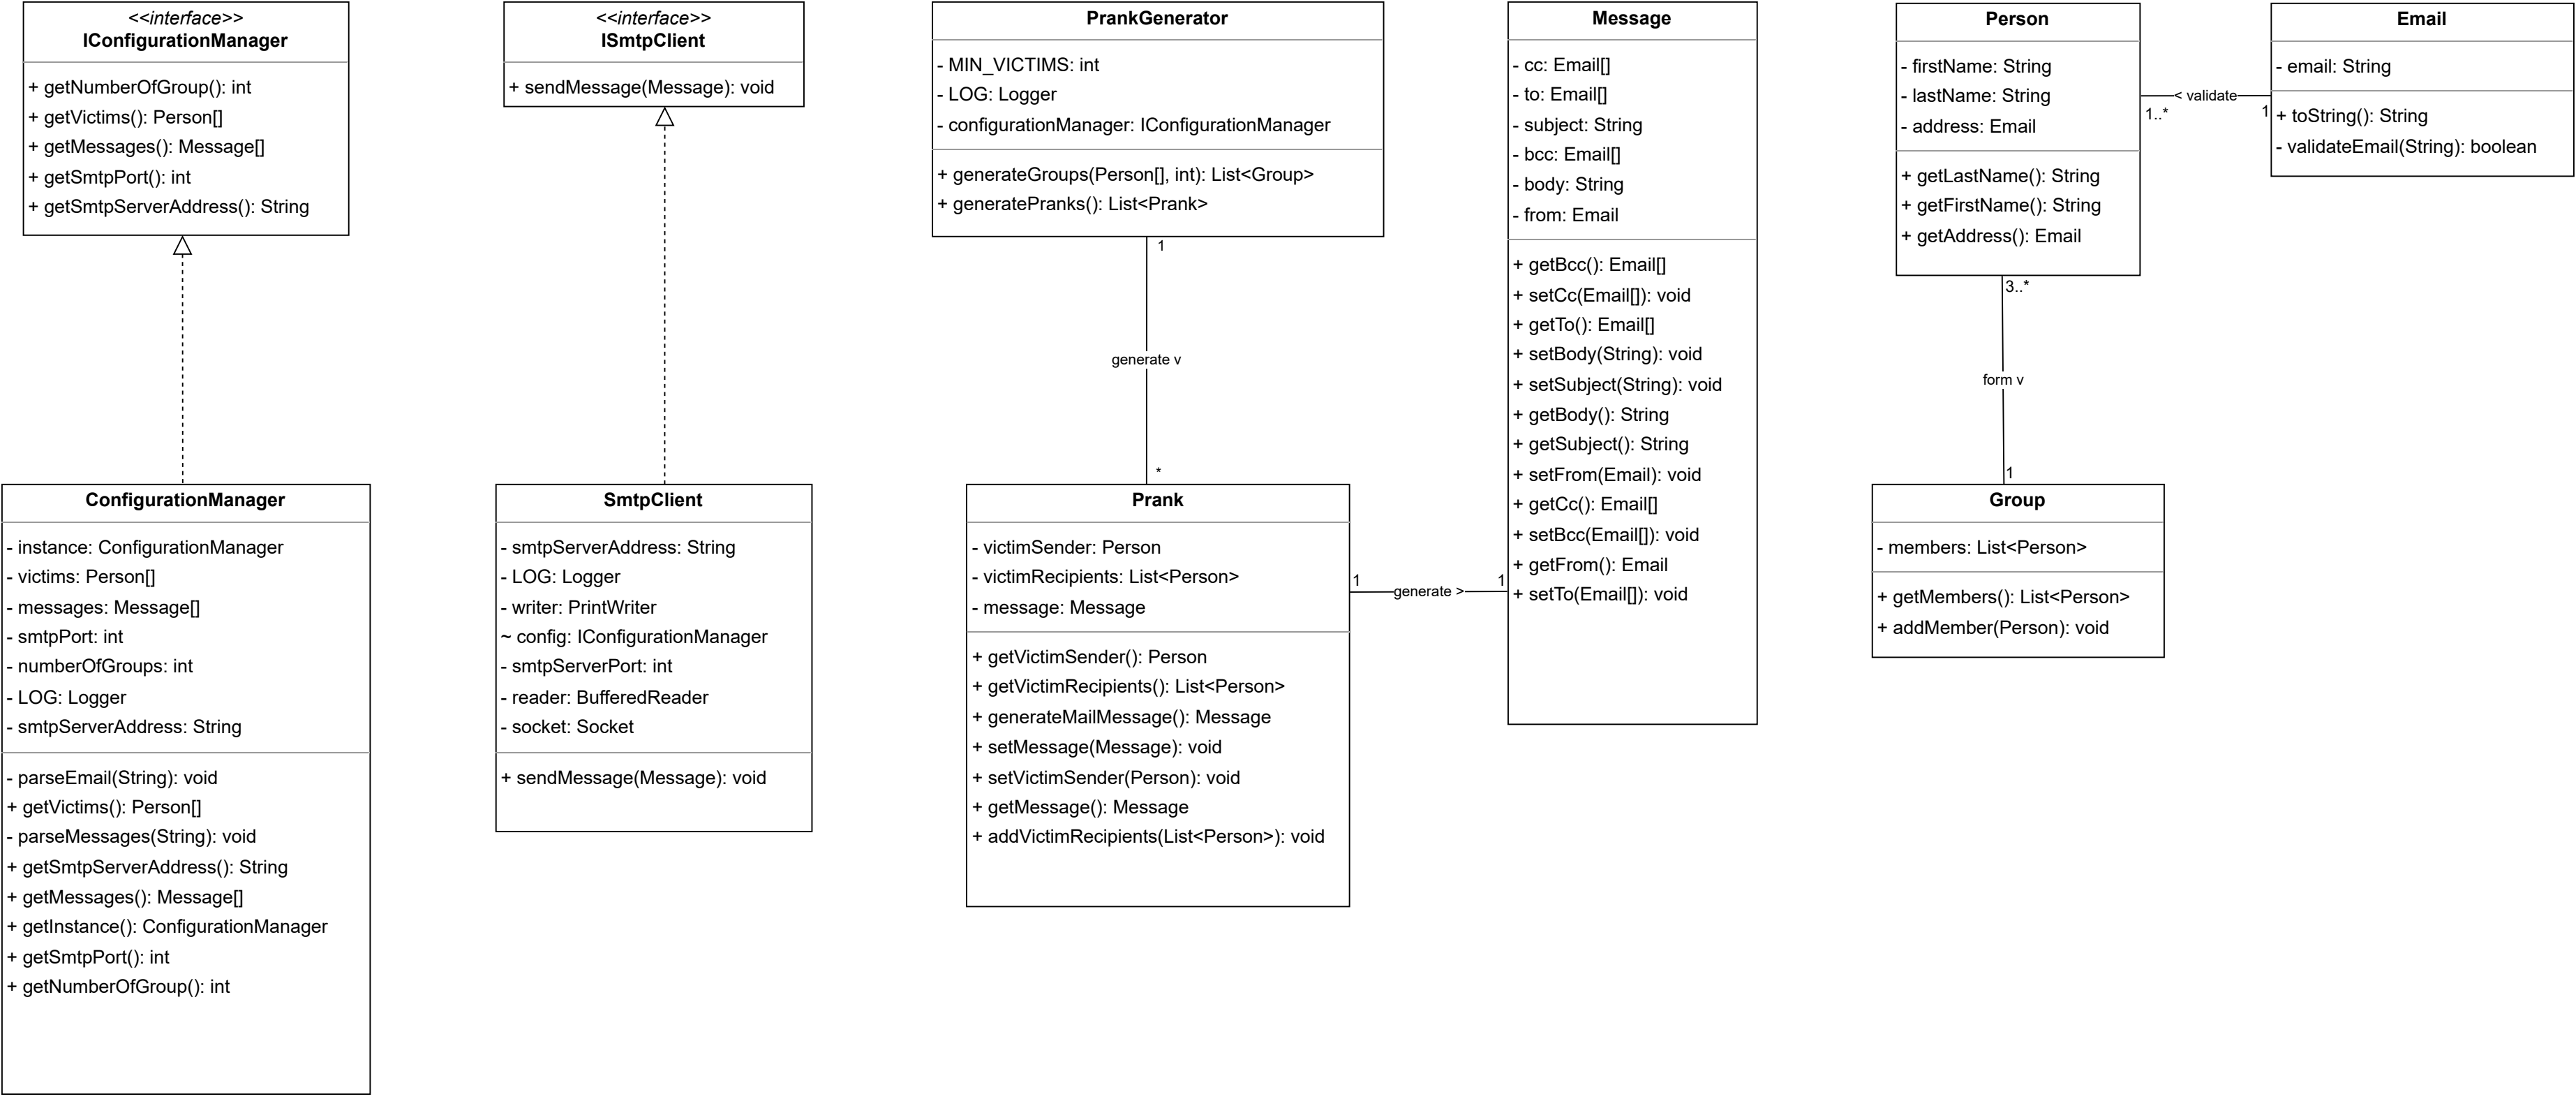 <<interface>>
IConfigurationManager
+ getNumberOfGroup(): int
+ getVictims(): Person[]
+ getMessages(): Message[]
+ getSmtpPort(): int
+ getSmtpServerAddress(): String
<<interface>>
ISmtpClient
+ sendMessage(Message): void
PrankGenerator
- MIN_VICTIMS: int
- LOG: Logger
- configurationManager: IConfigurationManager
+ generateGroups(Person[], int): List<Group>
+ generatePranks(): List<Prank>
1
generate v
*
Message
- cc: Email[]
- to: Email[]
- subject: String
- bcc: Email[]
- body: String
- from: Email
+ getBcc(): Email[]
+ setCc(Email[]): void
+ getTo(): Email[]
+ setBody(String): void
+ setSubject(String): void
+ getBody(): String
+ getSubject(): String
+ setFrom(Email): void
+ getCc(): Email[]
+ setBcc(Email[]): void
+ getFrom(): Email
+ setTo(Email[]): void
Person
- firstName: String
- lastName: String
- address: Email
+ getLastName(): String
+ getFirstName(): String
+ getAddress(): Email
< validate
1..*
1
Email
- email: String
+ toString(): String
- validateEmail(String): boolean
3..*
form v
1
ConfigurationManager
- instance: ConfigurationManager
- victims: Person[]
- messages: Message[]
- smtpPort: int
- numberOfGroups: int
- LOG: Logger
- smtpServerAddress: String
- parseEmail(String): void
+ getVictims(): Person[]
- parseMessages(String): void
+ getSmtpServerAddress(): String
+ getMessages(): Message[]
+ getInstance(): ConfigurationManager
+ getSmtpPort(): int
+ getNumberOfGroup(): int
SmtpClient
- smtpServerAddress: String
- LOG: Logger
- writer: PrintWriter
~ config: IConfigurationManager
- smtpServerPort: int
- reader: BufferedReader
- socket: Socket
+ sendMessage(Message): void
Prank
- victimSender: Person
- victimRecipients: List<Person>
- message: Message
+ getVictimSender(): Person
+ getVictimRecipients(): List<Person>
+ generateMailMessage(): Message
+ setMessage(Message): void
+ setVictimSender(Person): void
+ getMessage(): Message
+ addVictimRecipients(List<Person>): void
1
generate >
1
Group
- members: List<Person>
+ getMembers(): List<Person>
+ addMember(Person): void